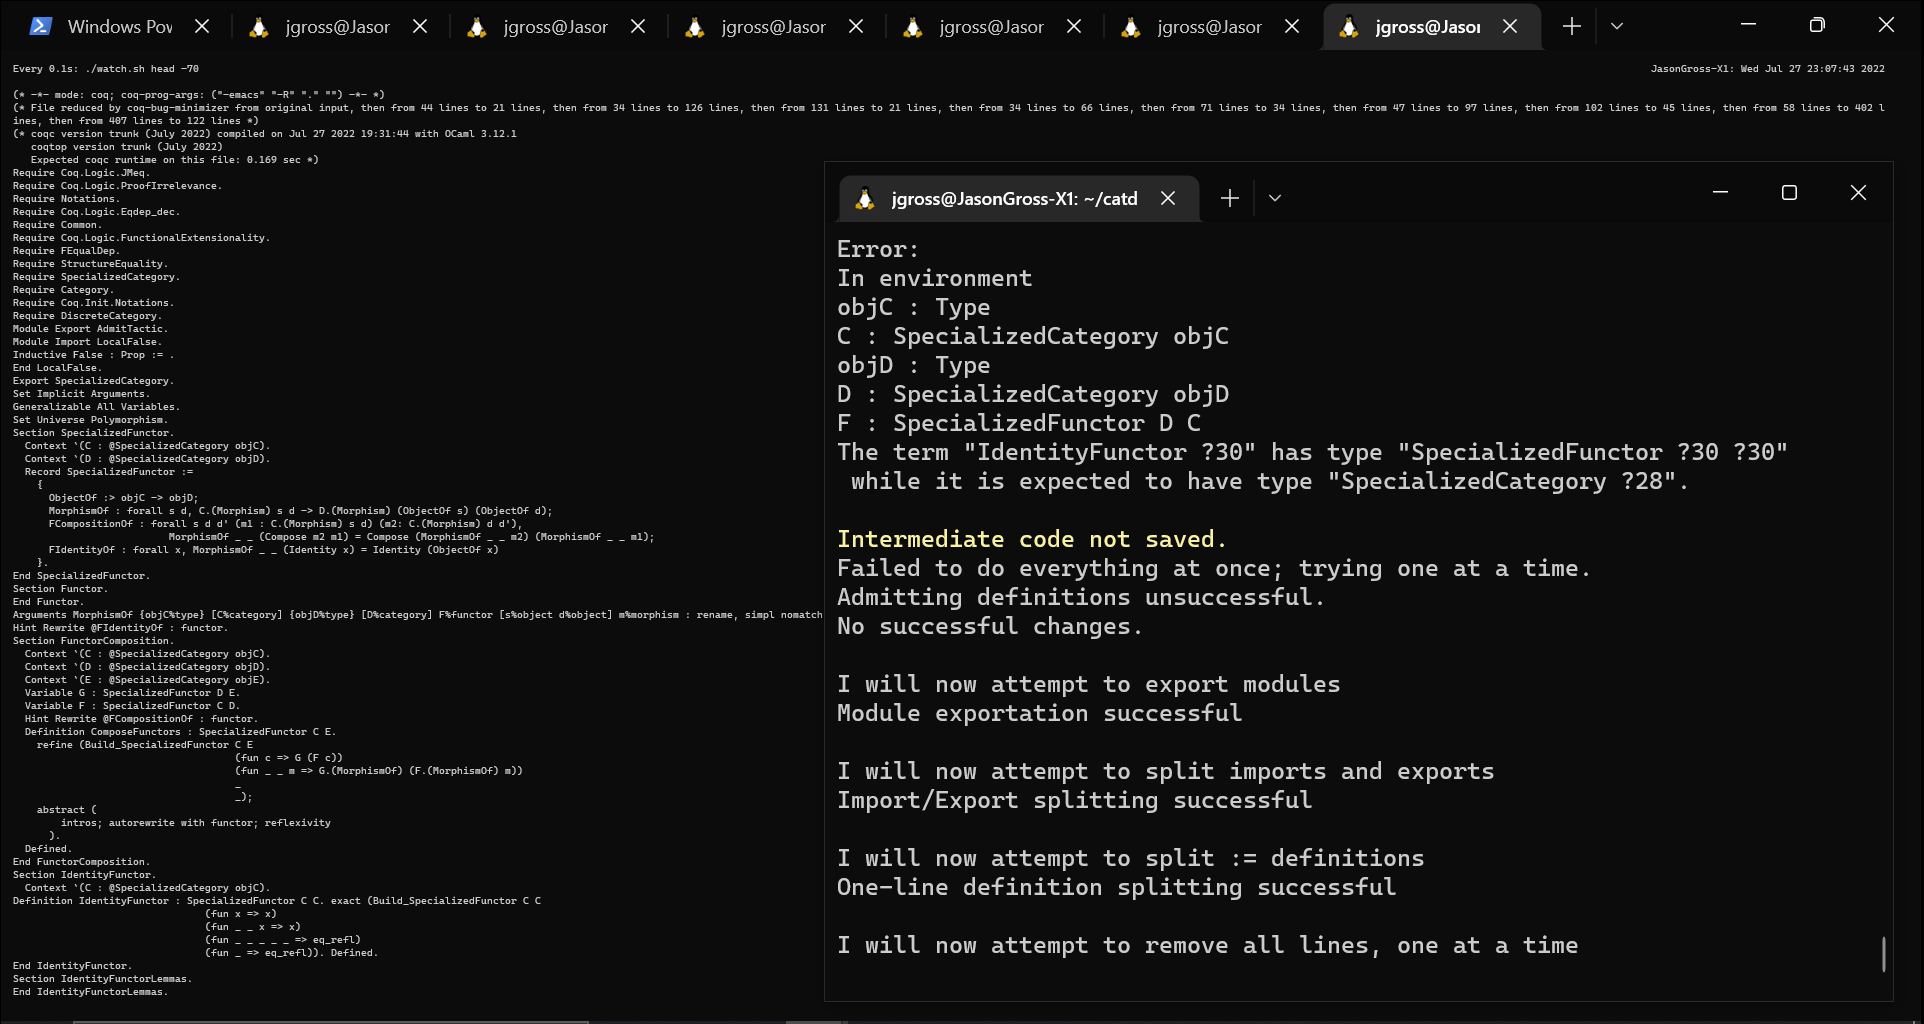 Windows Pow
jgross@Jason
jgross@Jason
jgross@Jason
jgross@Jason
jgross@Jason
jgross@Jason
Every 0.1s: ./watch.sh head -70
JasonGross-X1: Wed Jul 27 23:07:43 2022
(* -*- mode: coq; coq-prog-args: ("-emacs" "-R" "." "") -*- *)
(* File reduced by coq-bug-minimizer from original input, then from 44 lines to 21 lines, then from 34 lines to 126 lines, then from 131 lines to 21 lines, then from 34 lines to 66 lines, then from 71 lines to 34 lines, then from 47 lines to 97 lines, then from 102 lines to 45 lines, then from 58 lines to 402 l
ines, then from 407 lines to 122 lines *)
(* coqc version trunk (July 2022) compiled on Jul 27 2022 19:31:44 with OCaml 3.12.1
   coqtop version trunk (July 2022)
   Expected coqc runtime on this file: 0.169 sec *)
Require Coq.Logic.JMeq.
Require Coq.Logic.ProofIrrelevance.
Require Notations.
Require Coq.Logic.Eqdep_dec.
Require Common.
Require Coq.Logic.FunctionalExtensionality.
Require FEqualDep.
Require StructureEquality.
Require SpecializedCategory.
Require Category.
Require Coq.Init.Notations.
Require DiscreteCategory.
Module Export AdmitTactic.
Module Import LocalFalse.
Inductive False : Prop := .
End LocalFalse.
Export SpecializedCategory.
Set Implicit Arguments.
Generalizable All Variables.
Set Universe Polymorphism.
Section SpecializedFunctor.
  Context `(C : @SpecializedCategory objC).
  Context `(D : @SpecializedCategory objD).
  Record SpecializedFunctor :=
    {
      ObjectOf :> objC -> objD;
      MorphismOf : forall s d, C.(Morphism) s d -> D.(Morphism) (ObjectOf s) (ObjectOf d);
      FCompositionOf : forall s d d' (m1 : C.(Morphism) s d) (m2: C.(Morphism) d d'),
                          MorphismOf _ _ (Compose m2 m1) = Compose (MorphismOf _ _ m2) (MorphismOf _ _ m1);
      FIdentityOf : forall x, MorphismOf _ _ (Identity x) = Identity (ObjectOf x)
    }.
End SpecializedFunctor.
Section Functor.
End Functor.
Arguments MorphismOf {objC%type} [C%category] {objD%type} [D%category] F%functor [s%object d%object] m%morphism : rename, simpl nomatch
Hint Rewrite @FIdentityOf : functor.
Section FunctorComposition.
  Context `(C : @SpecializedCategory objC).
  Context `(D : @SpecializedCategory objD).
  Context `(E : @SpecializedCategory objE).
  Variable G : SpecializedFunctor D E.
  Variable F : SpecializedFunctor C D.
  Hint Rewrite @FCompositionOf : functor.
  Definition ComposeFunctors : SpecializedFunctor C E.
    refine (Build_SpecializedFunctor C E
                                     (fun c => G (F c))
                                     (fun _ _ m => G.(MorphismOf) (F.(MorphismOf) m))
                                     _
                                     _);
    abstract (
        intros; autorewrite with functor; reflexivity
      ).
  Defined.
End FunctorComposition.
Section IdentityFunctor.
  Context `(C : @SpecializedCategory objC).
Definition IdentityFunctor : SpecializedFunctor C C. exact (Build_SpecializedFunctor C C
                                (fun x => x)
                                (fun _ _ x => x)
                                (fun _ _ _ _ _ => eq_refl)
                                (fun _ => eq_refl)). Defined.
End IdentityFunctor.
Section IdentityFunctorLemmas.
End IdentityFunctorLemmas.
jgross@JasonGross-X1: ~/catd
Error:
In environment
objC : Type
C : SpecializedCategory objC
objD : Type
D : SpecializedCategory objD
F : SpecializedFunctor D C
The term "IdentityFunctor ?30" has type "SpecializedFunctor ?30 ?30"
 while it is expected to have type "SpecializedCategory ?28".
Intermediate code not saved.
Failed to do everything at once; trying one at a time.
Admitting definitions unsuccessful.
No successful changes.
I will now attempt to export modules
Module exportation successful
I will now attempt to split imports and exports
Import/Export splitting successful
I will now attempt to split := definitions
One-line definition splitting successful
I will now attempt to remove all lines, one at a time